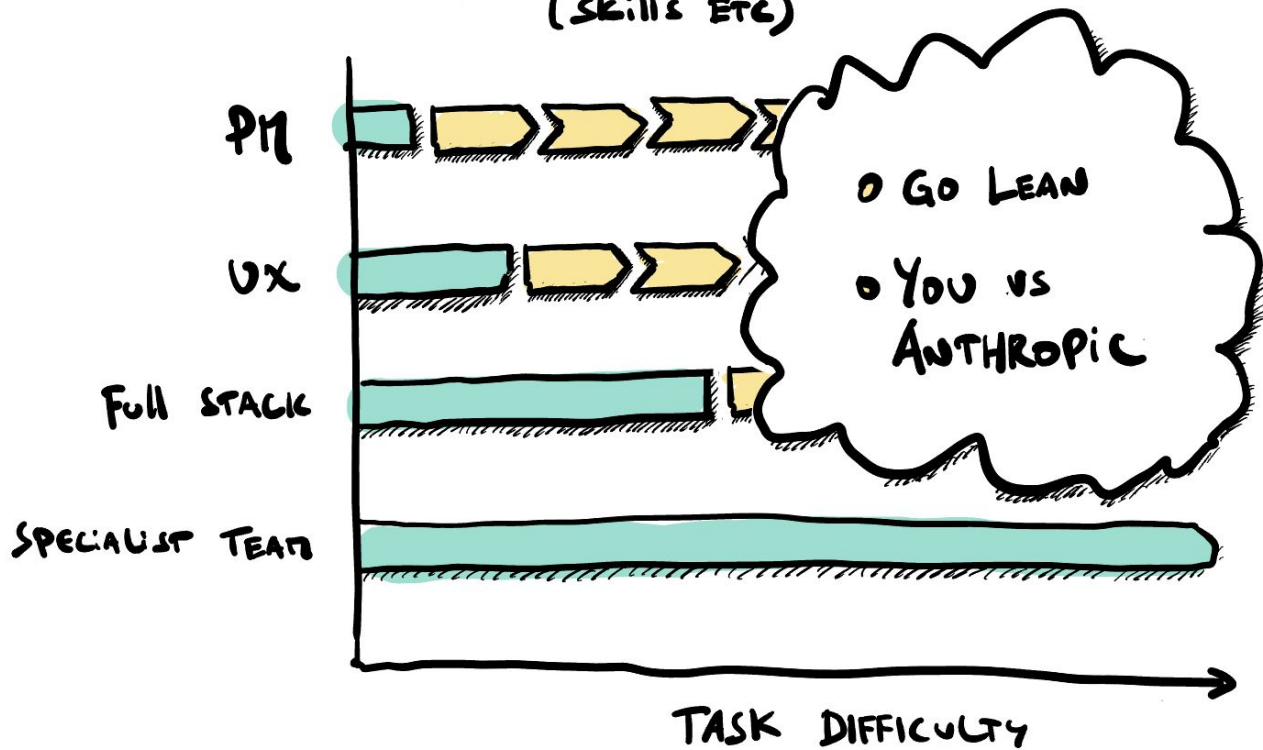 (SKillS ETC)
PM
UX
FUll STACK
SPECiALiST TEAM
GO LEAN
YOU VS
ANTHROPiC
TASK DIFFICULTY